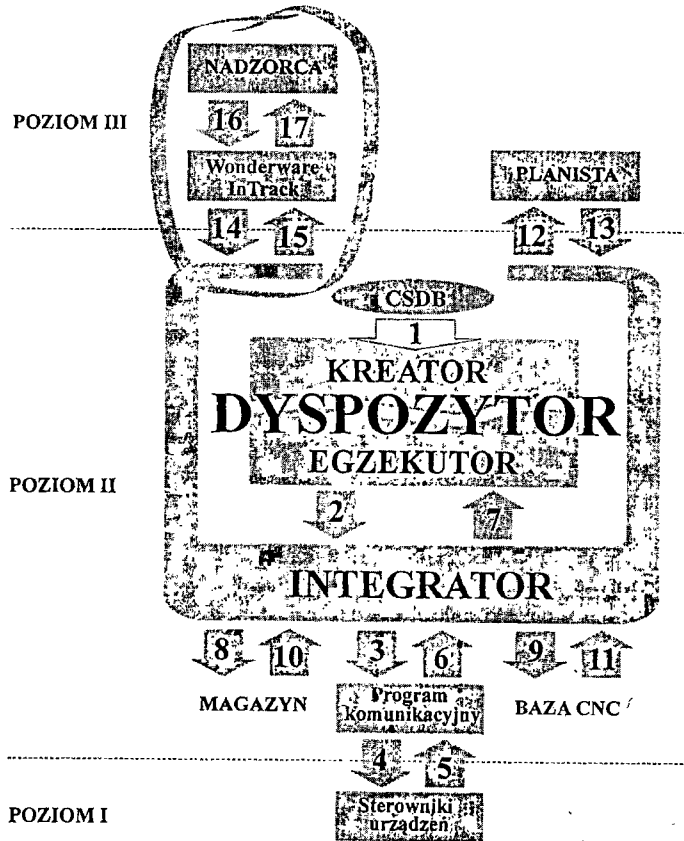 NADZORCA
16 17
POZIOM III
Wonderware
InTrack
PLANISTA
14 15
12 13
CSDB
1
KREATOR
DYSPOZYTOR
EGZEKUTOR
POZIOM II
2 7
INTEGRATOR
8 10 3 6 9 11
MAGAZYN
Program
komunikacyjny
BAZA CNC
4 5
POZIOM I
Sterowniki
urządzeń